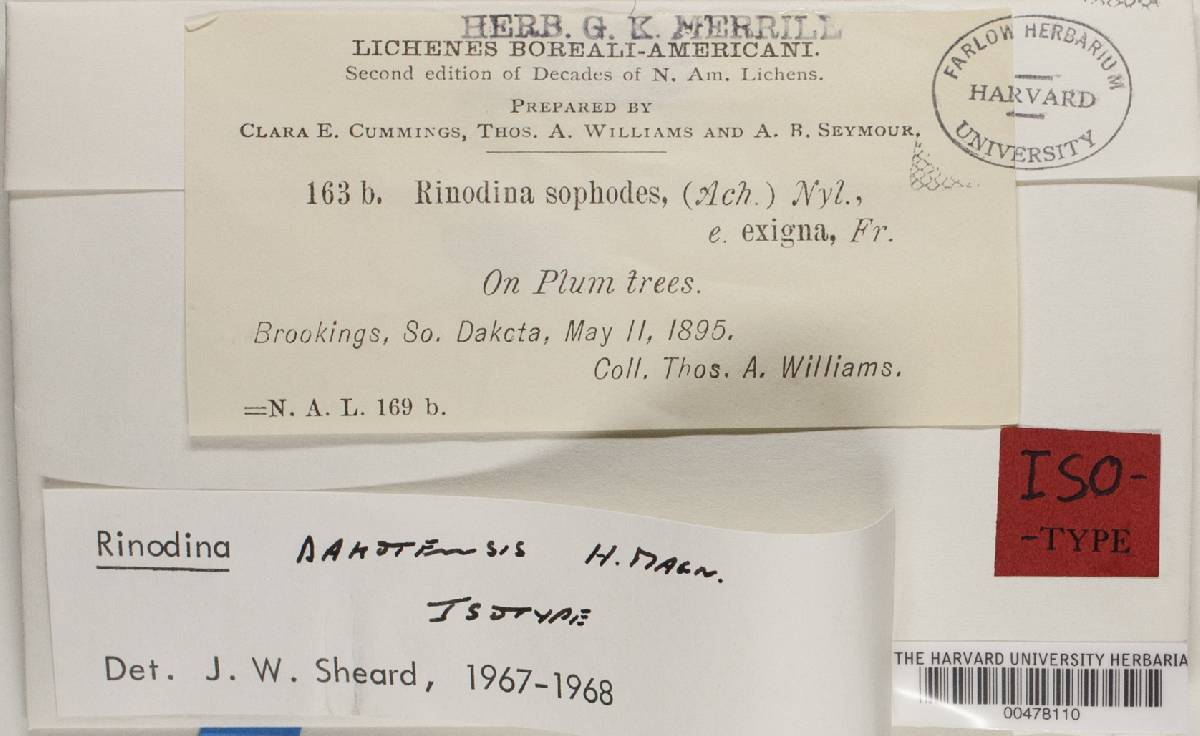 HERB. G. K. MERRILL
LICHENES BOREALI-AMERICANI.
Second edition of Decades of N. Am. Lichens.
PREPARED BY
CLARA E. CUMMINGS, THOS. A. WILLIAMS AND A. B. SEYMOUR.
163 b. Rinodina sophodes, (Ach.) Nyl.,
e. exigna, Fr.
On Plum trees.
Brookings, So. Dakota, May 11, 1895.
Coll. Thos. A. Williams.
=N. A. L. 169 b.
FARLOW HERBARIUM
HARVARD
UNIVERSITY
ISO-
-TYPE
Rinodina DAKOTENSIS H. MAGN.
ISOTYPE
Det. J. W. Sheard, 1967-1968
THE HARVARD UNIVERSITY HERBARIA
00478110